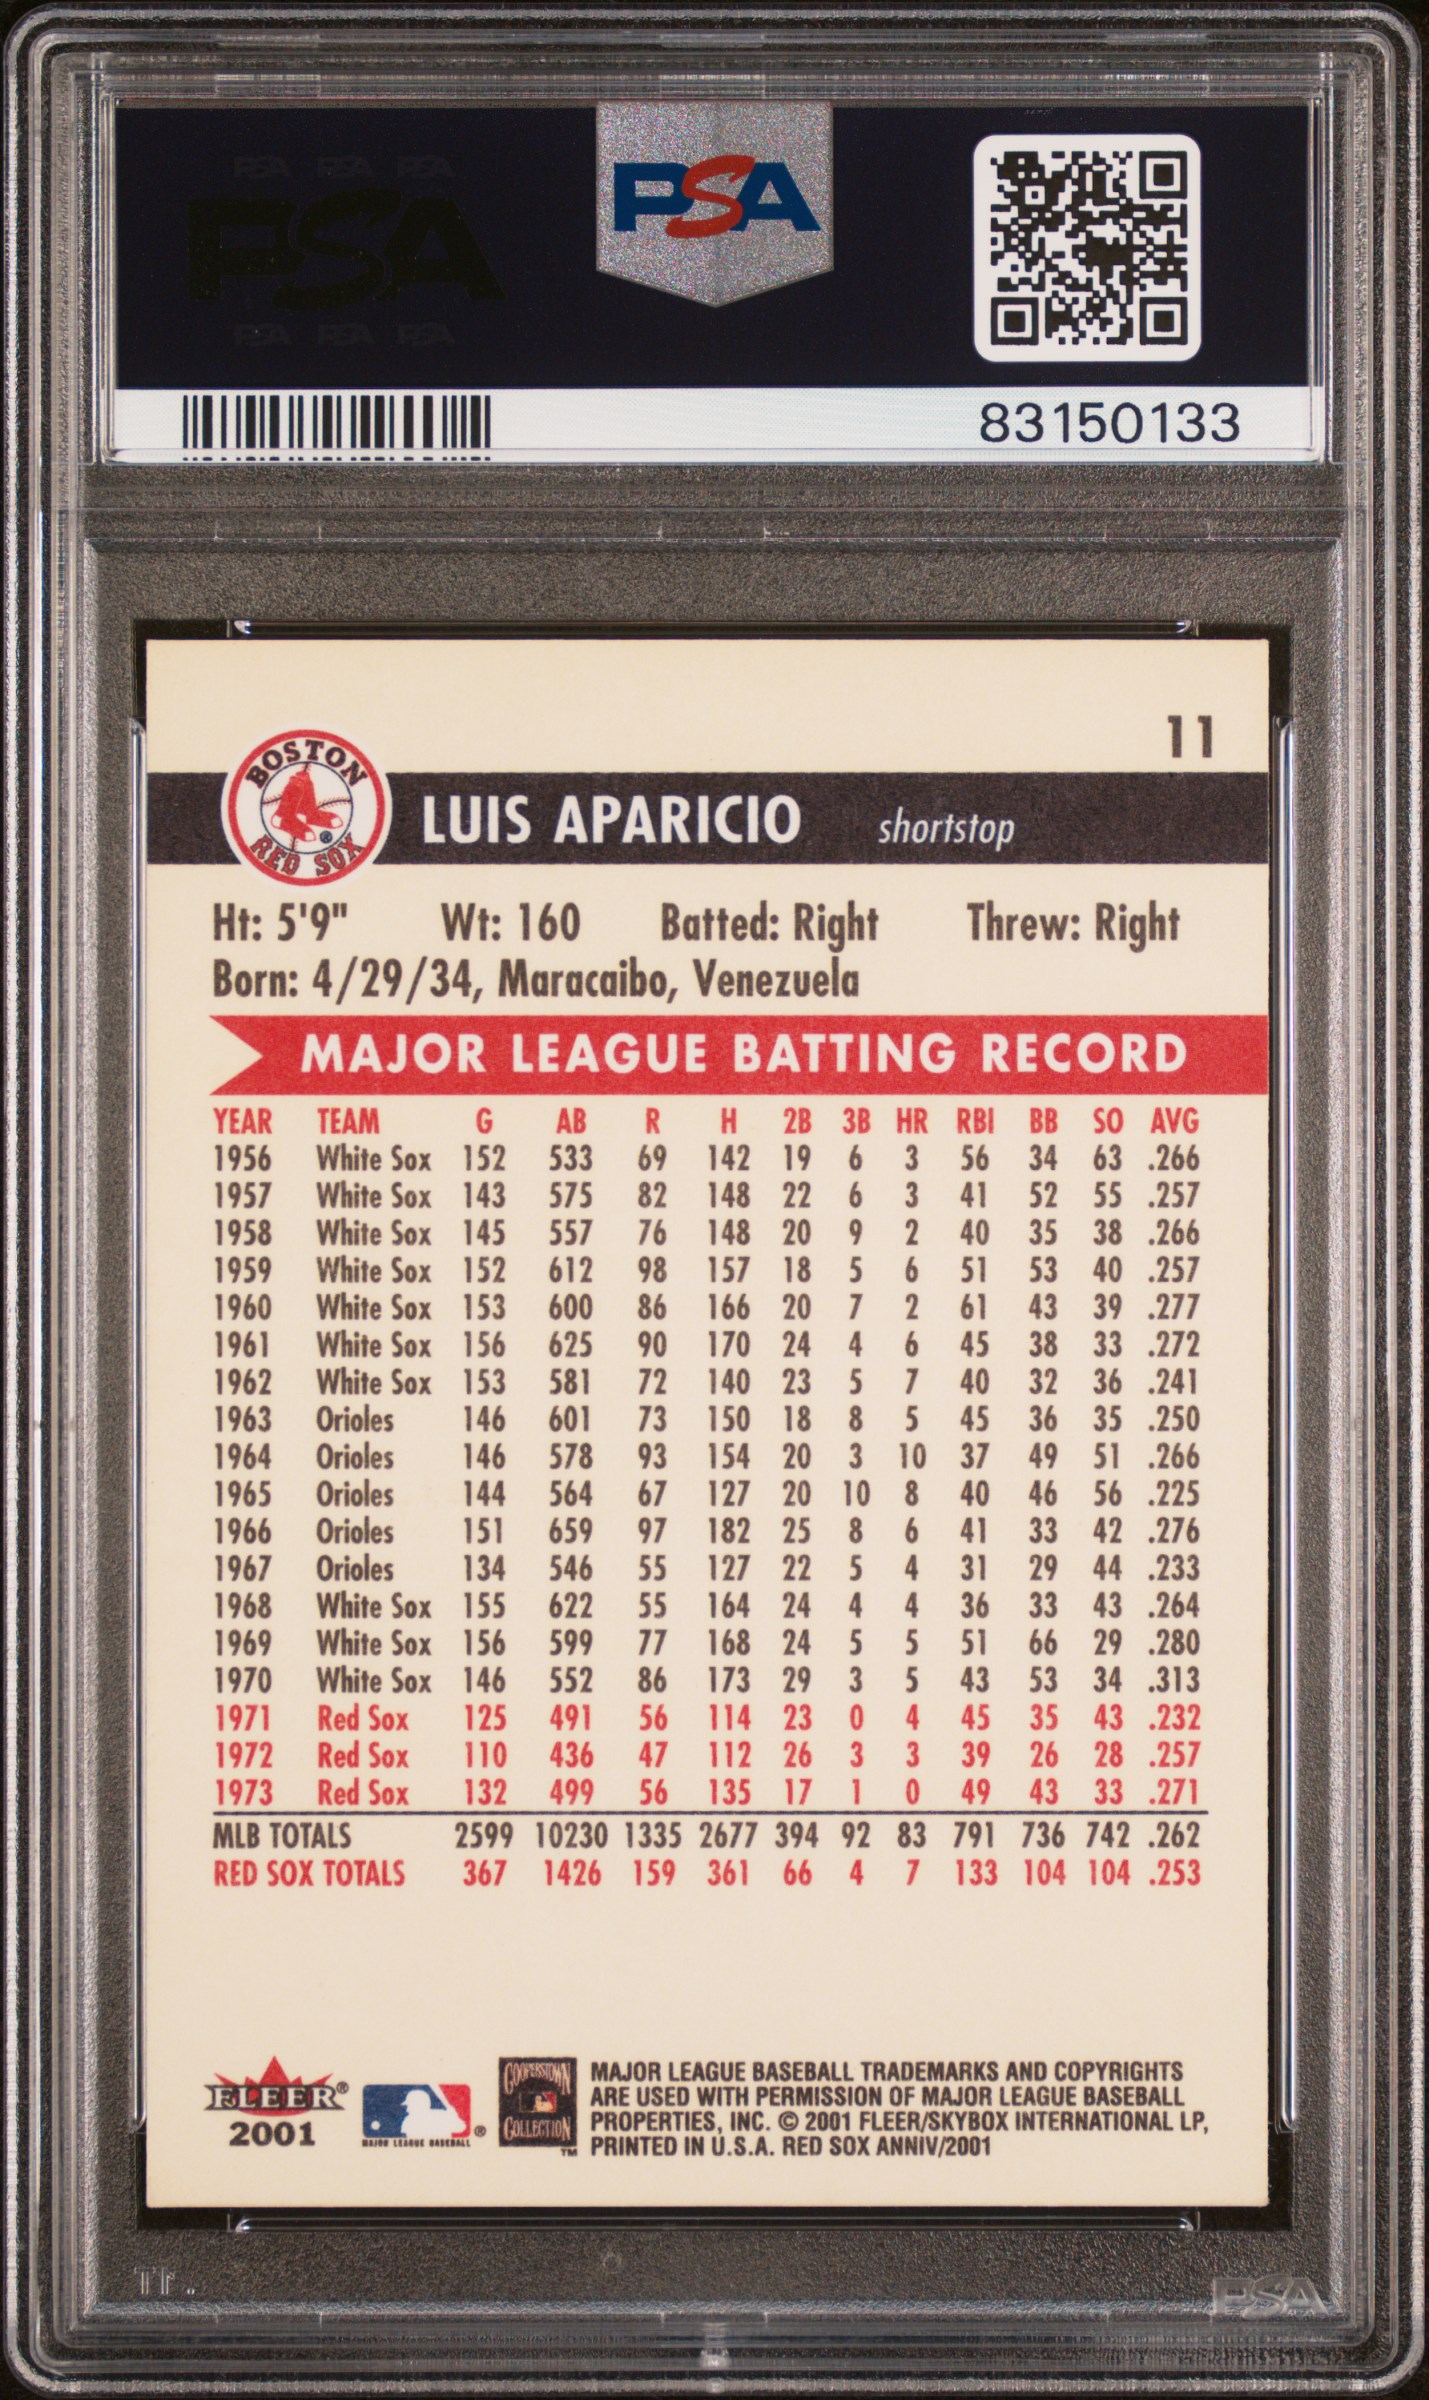 PSA PSA PSA
PSA
PSA PSA PSA
PSA
83150133
11
BOSTON
RED SOX
®
LUIS APARICIO shortstop
Ht: 5'9" Wt: 160 Batted: Right Threw: Right
Born: 4/29/34, Maracaibo, Venezuela
MAJOR LEAGUE BATTING RECORD
YEAR TEAM G AB R H 2B 3B HR RBI BB SO AVG
1956 White Sox 152 533 69 142 19 6 3 56 34 63 .266
1957 White Sox 143 575 82 148 22 6 3 41 52 55 .257
1958 White Sox 145 557 76 148 20 9 2 40 35 38 .266
1959 White Sox 152 612 98 157 18 5 6 51 53 40 .257
1960 White Sox 153 600 86 166 20 7 2 61 43 39 .277
1961 White Sox 156 625 90 170 24 4 6 45 38 33 .272
1962 White Sox 153 581 72 140 23 5 7 40 32 36 .241
1963 Orioles 146 601 73 150 18 8 5 45 36 35 .250
1964 Orioles 146 578 93 154 20 3 10 37 49 51 .266
1965 Orioles 144 564 67 127 20 10 8 40 46 56 .225
1966 Orioles 151 659 97 182 25 8 6 41 33 42 .276
1967 Orioles 134 546 55 127 22 5 4 31 29 44 .233
1968 White Sox 155 622 55 164 24 4 4 36 33 43 .264
1969 White Sox 156 599 77 168 24 5 5 51 66 29 .280
1970 White Sox 146 552 86 173 29 3 5 43 53 34 .313
1971 Red Sox 125 491 56 114 23 0 4 45 35 43 .232
1972 Red Sox 110 436 47 112 26 3 3 39 26 28 .257
1973 Red Sox 132 499 56 135 17 1 0 49 43 33 .271
MLB TOTALS 2599 10230 1335 2677 394 92 83 791 736 742 .262
RED SOX TOTALS 367 1426 159 361 66 4 7 133 104 104 .253
FLEER®
2001
MAJOR LEAGUE BASEBALL ®
COOPERSTOWN
COLLECTION
TM
MAJOR LEAGUE BASEBALL TRADEMARKS AND COPYRIGHTS
ARE USED WITH PERMISSION OF MAJOR LEAGUE BASEBALL
PROPERTIES, INC. © 2001 FLEER/SKYBOX INTERNATIONAL LP,
PRINTED IN U.S.A. RED SOX ANNIV/2001
PSA